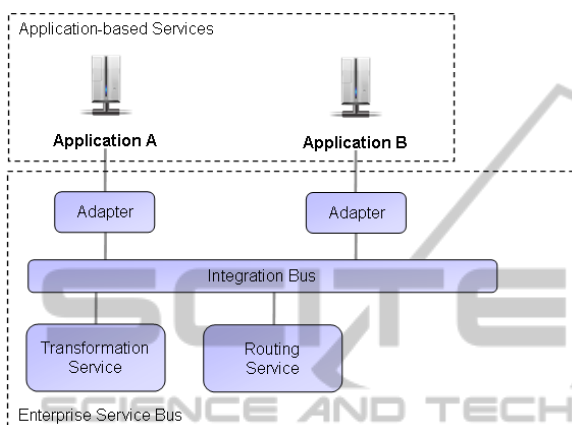 Application-based Services
Application A
Application B
Adapter
Adapter
Integration Bus
Transformation
Service
Routing
Service
Enterprise Service Bus
SCITE
SCIENCE AND TECH